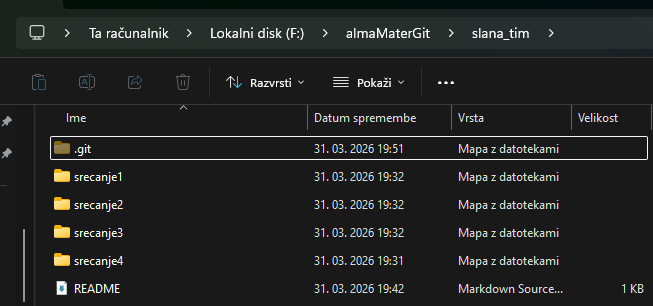 Ta računalnik > Lokalni disk (F:) > almaMaterGit > slana_tim >
Razvrsti Pokaži ...
Ime Datum spremembe Vrsta Velikost
.git 31. 03. 2026 19:51 Mapa z datotekami
srecanje1 31. 03. 2026 19:32 Mapa z datotekami
srecanje2 31. 03. 2026 19:32 Mapa z datotekami
srecanje3 31. 03. 2026 19:32 Mapa z datotekami
srecanje4 31. 03. 2026 19:31 Mapa z datotekami
README 31. 03. 2026 19:42 Markdown Source... 1 KB